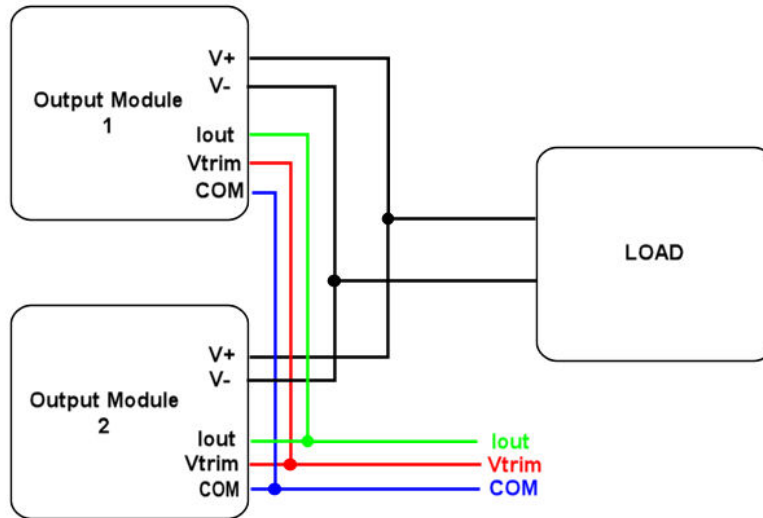 V+
V-
Output Module
1
Iout
Vtrim
COM
LOAD
V+
V-
Output Module
2
Iout
Vtrim
COM
Iout
Vtrim
COM